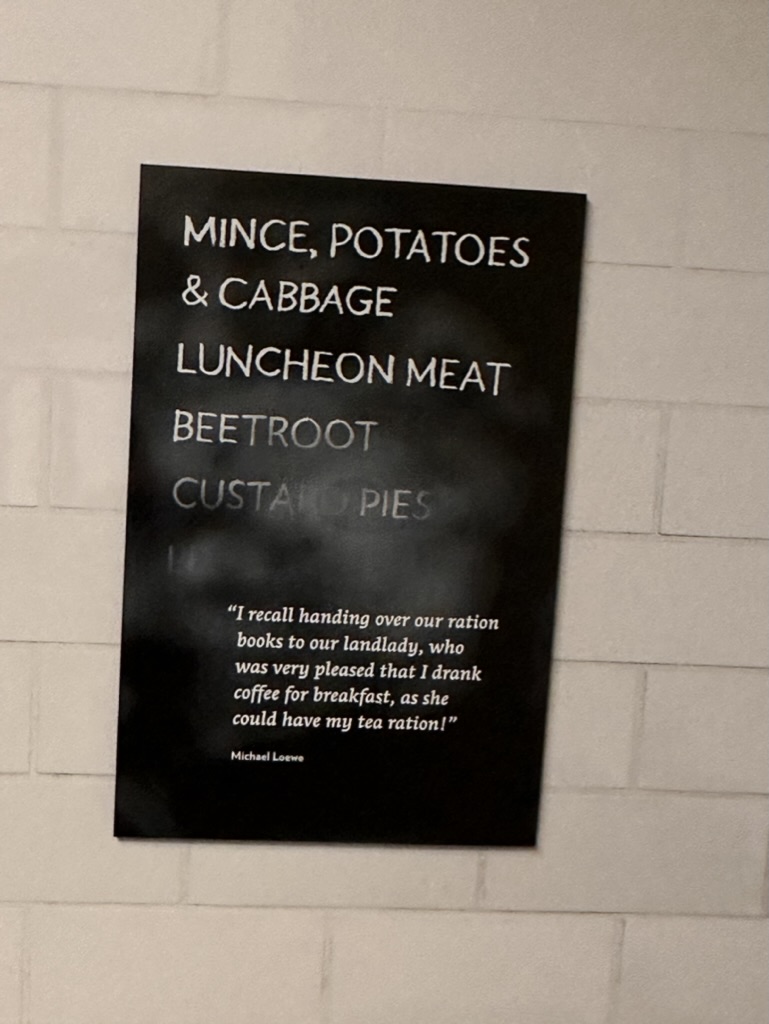 MINCE, POTATOES
& CABBAGE
LUNCHEON MEAT
BEETROOT
CUSTARD PIES
“I recall handing over our ration
books to our landlady, who
was very pleased that I drank
coffee for breakfast, as she
could have my tea ration!”
Michael Loewe